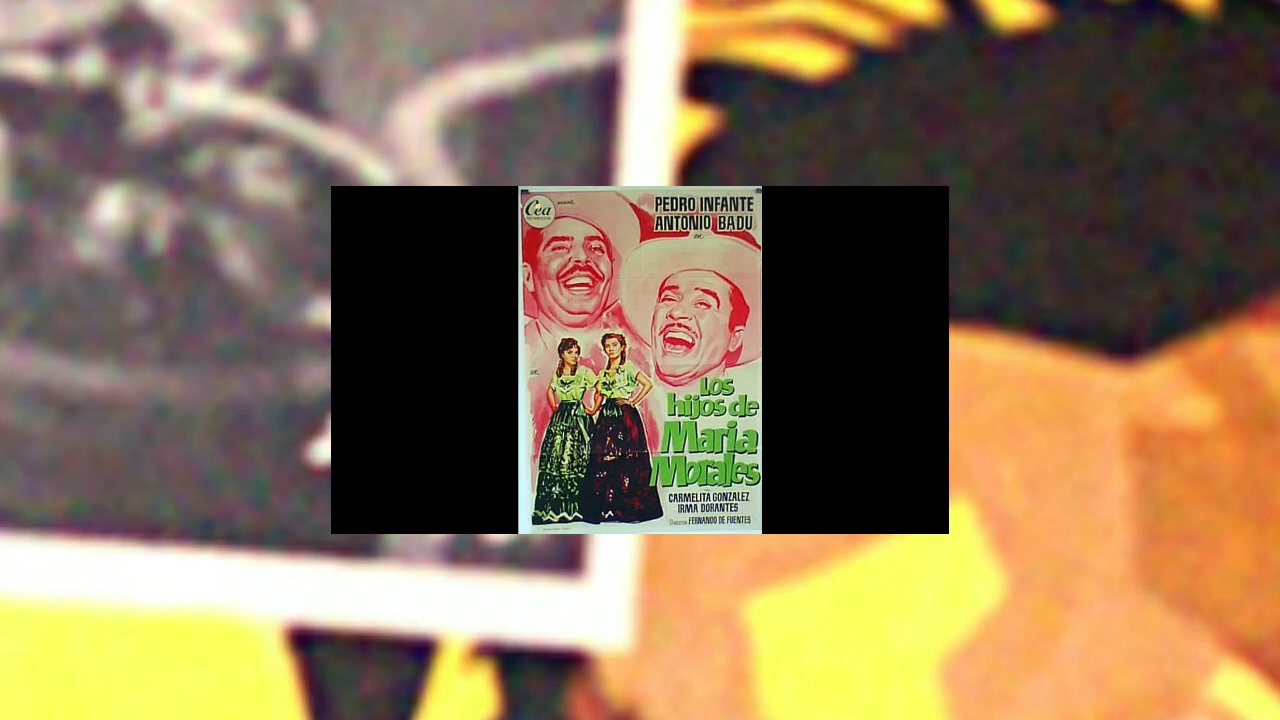 Cea
PEDRO INFANTE
ANTONIO BADU
en
Los
hijos de
Maria
Morales
CARMELITA GONZALEZ
IRMA DORANTES
FERNANDO DE FUENTES